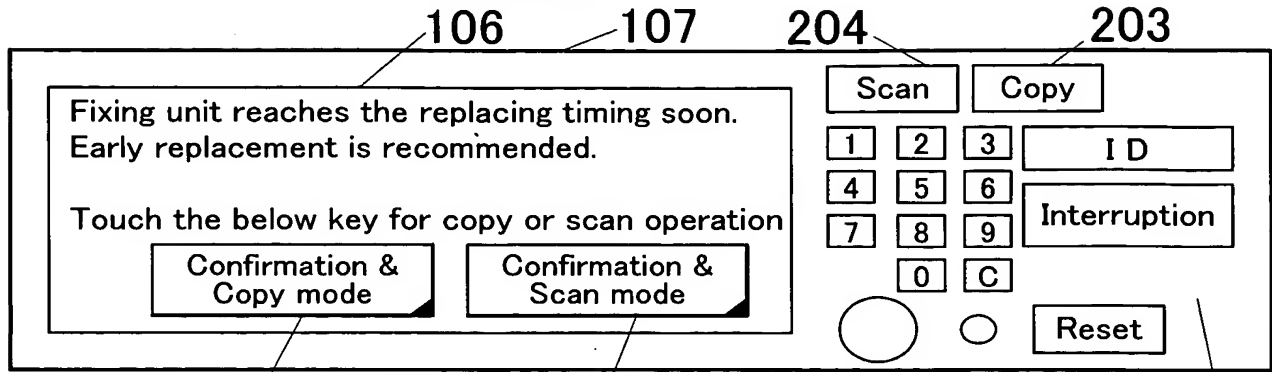 106 107 204 203
Fixing unit reaches the replacing timing soon.
Early replacement is recommended.
Touch the below key for copy or scan operation
Confirmation &
Copy mode
Confirmation &
Scan mode
Scan Copy
1 2 3 I D
4 5 6 Interruption
7 8 9
0 C
Reset